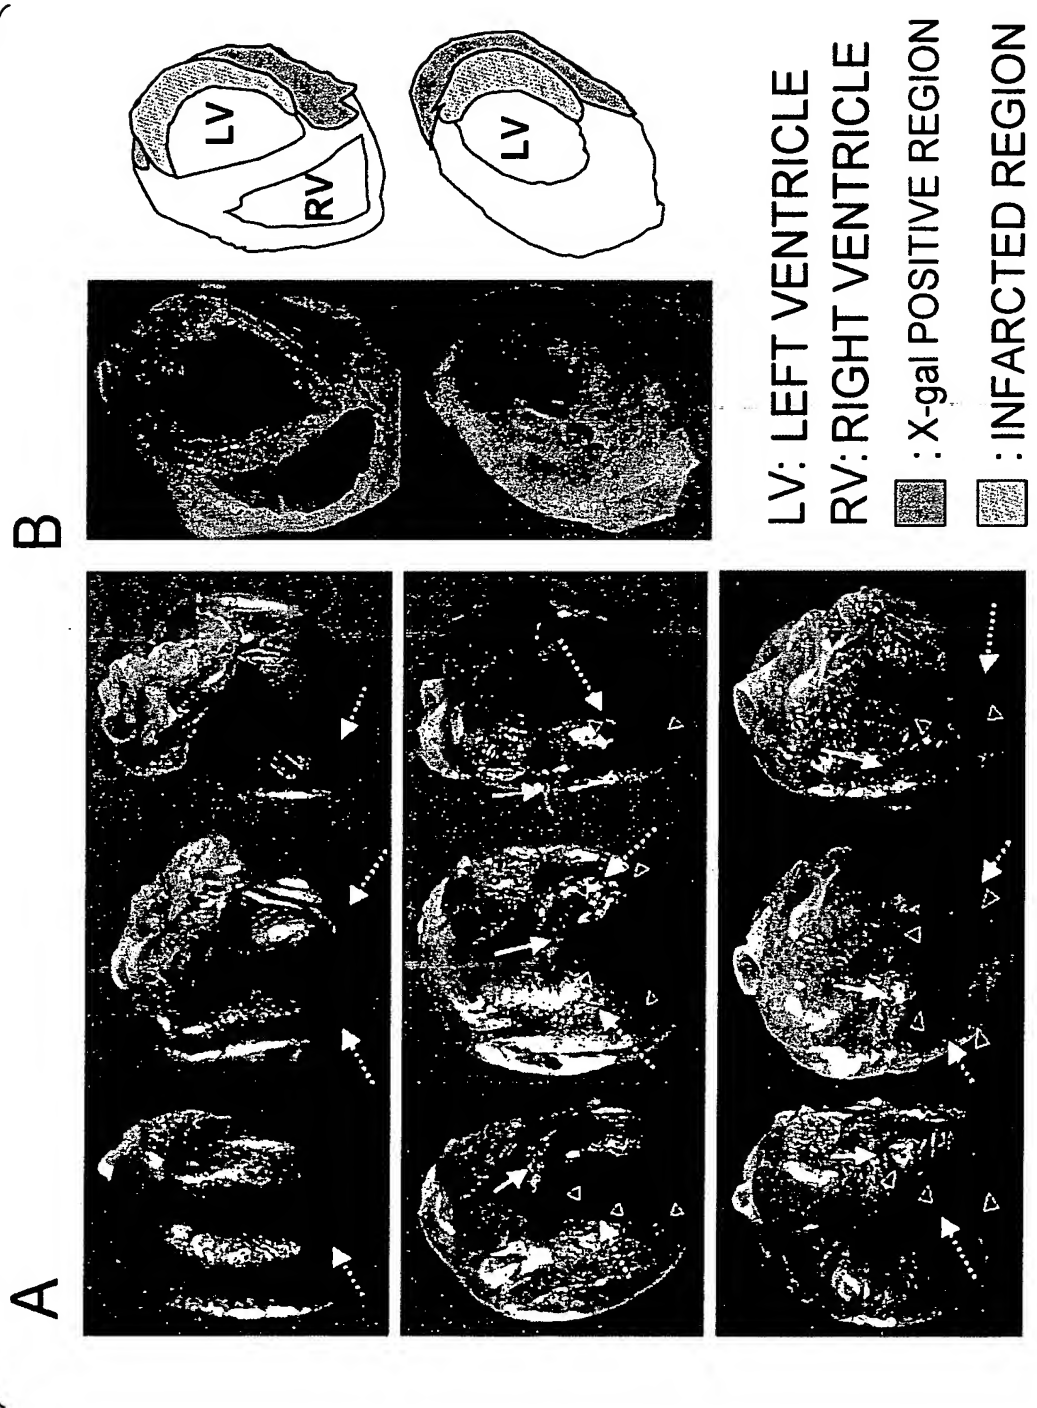 A
B
LV
RV
LV
LV: LEFT VENTRICLE
RV: RIGHT VENTRICLE
: X-gal POSITIVE REGION
: INFARCTED REGION